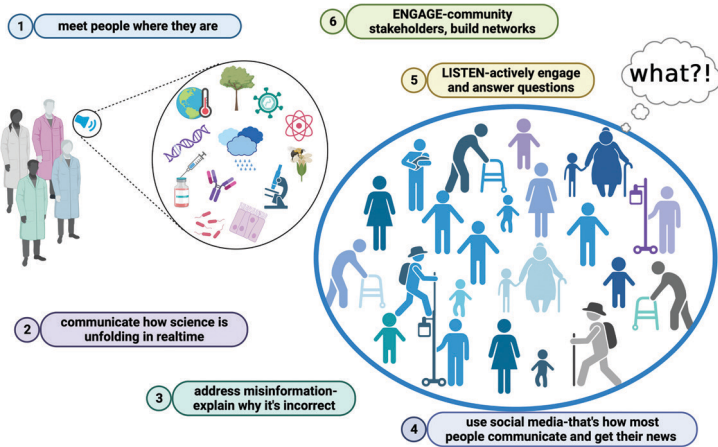 1 meet people where they are
6 ENGAGE-community
stakeholders, build networks
5 LISTEN-actively engage
and answer questions
what?!
2 communicate how science is
unfolding in realtime
3 address misinformation-
explain why it's incorrect
4 use social media-that's how most
people communicate and get their news